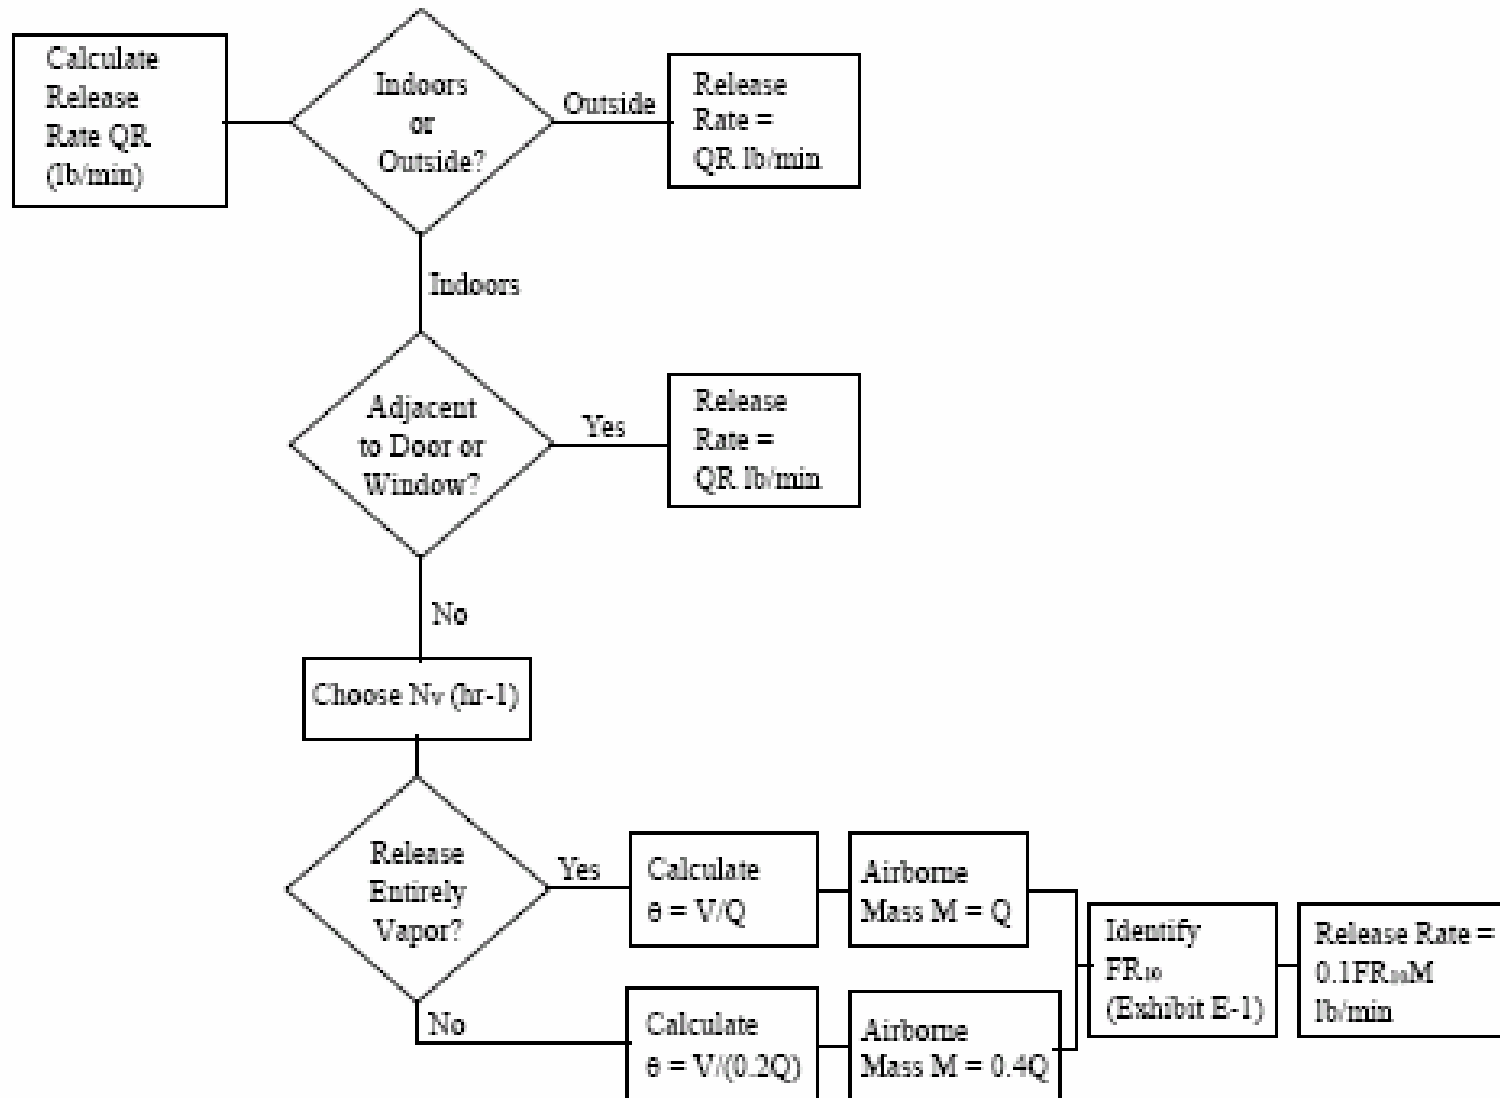 Calculate
Release
Rate QR
(lb/min)
Indoors
or
Outside?
Outside
Release
Rate =
QR lb/min
Indoors
Adjacent
to Door or
Window?
Yes
Release
Rate =
QR lb/min
No
Choose Nv (hr-1)
Release
Entirely
Vapor?
Yes
Calculate
θ = V/Q
Airborne
Mass M = Q
No
Calculate
θ = V/(0.2Q)
Airborne
Mass M = 0.4Q
Identify
FR₁₀
(Exhibit E-1)
Release Rate =
0.1FR₁₀M
lb/min